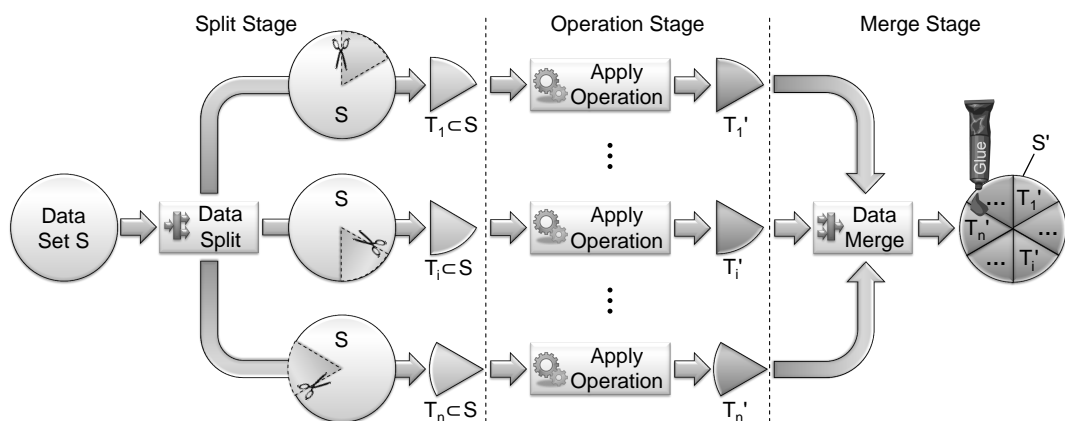 Split Stage
Operation Stage
Merge Stage
S
T₁⊂S
Apply
Operation
T₁'
Glue
S'
Data
Set S
Data
Split
S
Tᵢ⊂S
Apply
Operation
Tᵢ'
Data
Merge
... T₁'
Tₙ' ...
... Tᵢ'
S
Tₙ⊂S
Apply
Operation
Tₙ'